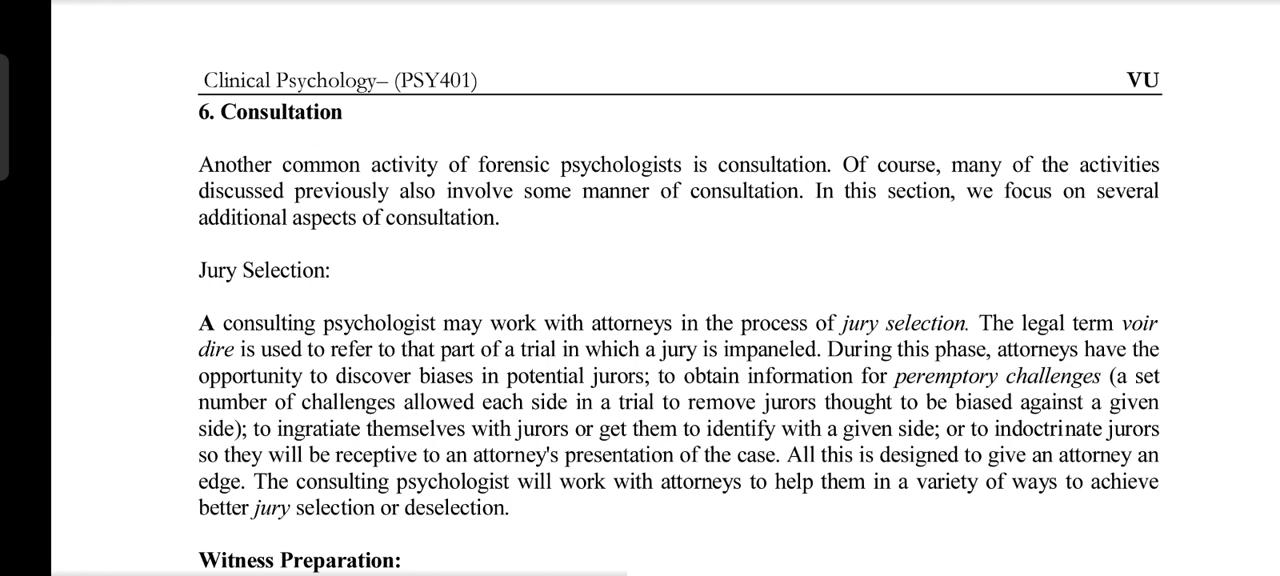 Clinical Psychology– (PSY401) VU
6. Consultation
Another common activity of forensic psychologists is consultation. Of course, many of the activities
discussed previously also involve some manner of consultation. In this section, we focus on several
additional aspects of consultation.
Jury Selection:
A consulting psychologist may work with attorneys in the process of jury selection. The legal term voir
dire is used to refer to that part of a trial in which a jury is impaneled. During this phase, attorneys have the
opportunity to discover biases in potential jurors; to obtain information for peremptory challenges (a set
number of challenges allowed each side in a trial to remove jurors thought to be biased against a given
side); to ingratiate themselves with jurors or get them to identify with a given side; or to indoctrinate jurors
so they will be receptive to an attorney's presentation of the case. All this is designed to give an attorney an
edge. The consulting psychologist will work with attorneys to help them in a variety of ways to achieve
better jury selection or deselection.
Witness Preparation: